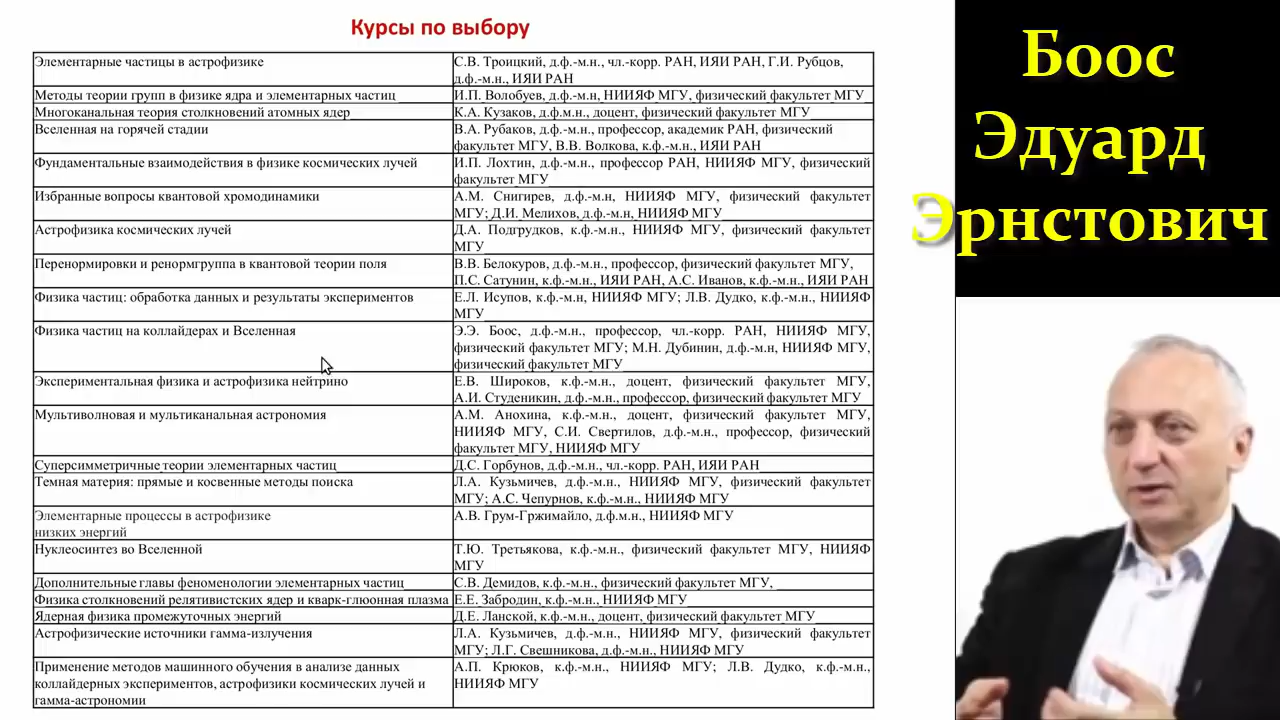 Курсы по выбору
Элементарные частицы в астрофизике
С.В. Троицкий, д.ф.-м.н., чл.-корр. РАН, ИЯИ РАН, Г.И. Рубцов,
д.ф.-м.н., ИЯИ РАН
Методы теории групп в физике ядра и элементарных частиц
И.П. Волобуев, д.ф.-м.н, НИИЯФ МГУ, физический факультет МГУ
Многоканальная теория столкновений атомных ядер
К.А. Кузаков, д.ф.м.н., доцент, физический факультет МГУ
Вселенная на горячей стадии
В.А. Рубаков, д.ф.-м.н., профессор, академик РАН, физический
факультет МГУ, В.В. Волкова, к.ф.-м.н., ИЯИ РАН
Фундаментальные взаимодействия в физике космических лучей
И.П. Лохтин, д.ф.-м.н., профессор РАН, НИИЯФ МГУ, физический
факультет МГУ
Избранные вопросы квантовой хромодинамики
А.М. Снигирев, д.ф.-м.н, НИИЯФ МГУ, физический факультет
МГУ; Д.И. Мелихов, д.ф.-м.н, НИИЯФ МГУ
Астрофизика космических лучей
Д.А. Подгрудков, к.ф.-м.н., НИИЯФ МГУ, физический факультет
МГУ
Перенормировки и ренормгруппа в квантовой теории поля
В.В. Белокуров, д.ф.-м.н., профессор, физический факультет МГУ,
П.С. Сатунин, к.ф.-м.н., ИЯИ РАН, А.С. Иванов, к.ф.-м.н., ИЯИ РАН
Физика частиц: обработка данных и результаты экспериментов
Е.Л. Исупов, к.ф.-м.н, НИИЯФ МГУ; Л.В. Дудко, к.ф.-м.н., НИИЯФ
МГУ
Физика частиц на коллайдерах и Вселенная
Э.Э. Боос, д.ф.-м.н., профессор, чл.-корр. РАН, НИИЯФ МГУ,
физический факультет МГУ; М.Н. Дубинин, д.ф.-м.н, НИИЯФ МГУ,
физический факультет МГУ
Экспериментальная физика и астрофизика нейтрино
Е.В. Широков, к.ф.-м.н., доцент, физический факультет МГУ,
А.И. Студеникин, д.ф.-м.н., профессор, физический факультет МГУ
Мультиволновая и мультиканальная астрономия
А.М. Анохина, к.ф.-м.н., доцент, физический факультет МГУ,
НИИЯФ МГУ, С.И. Свертилов, д.ф.-м.н., профессор, физический
факультет МГУ, НИИЯФ МГУ
Суперсимметричные теории элементарных частиц
Д.С. Горбунов, д.ф.-м.н., чл.-корр. РАН, ИЯИ РАН
Темная материя: прямые и косвенные методы поиска
Л.А. Кузьмичев, д.ф.-м.н., НИИЯФ МГУ, физический факультет
МГУ; А.С. Чепурнов, к.ф.-м.н., НИИЯФ МГУ
Элементарные процессы в астрофизике
низких энергий
А.В. Грум-Гржимайло, д.ф.м.н., НИИЯФ МГУ
Нуклеосинтез во Вселенной
Т.Ю. Третьякова, к.ф.-м.н., физический факультет МГУ, НИИЯФ
МГУ
Дополнительные главы феноменологии элементарных частиц
С.В. Демидов, к.ф.-м.н., физический факультет МГУ,
Физика столкновений релятивистских ядер и кварк-глюонная плазма
Е.Е. Забродин, к.ф.-м.н., НИИЯФ МГУ
Ядерная физика промежуточных энергий
Д.Е. Ланской, к.ф.-м.н., доцент, физический факультет МГУ
Астрофизические источники гамма-излучения
Л.А. Кузьмичев, д.ф.-м.н., НИИЯФ МГУ, физический факультет
МГУ; Л.Г. Свешникова, д.ф.-м.н., НИИЯФ МГУ
Применение методов машинного обучения в анализе данных
коллайдерных экспериментов, астрофизики космических лучей и
гамма-астрономии
А.П. Крюков, к.ф.-м.н., НИИЯФ МГУ; Л.В. Дудко, к.ф.-м.н.,
НИИЯФ МГУ
Боос
Эдуард
Эрнстович